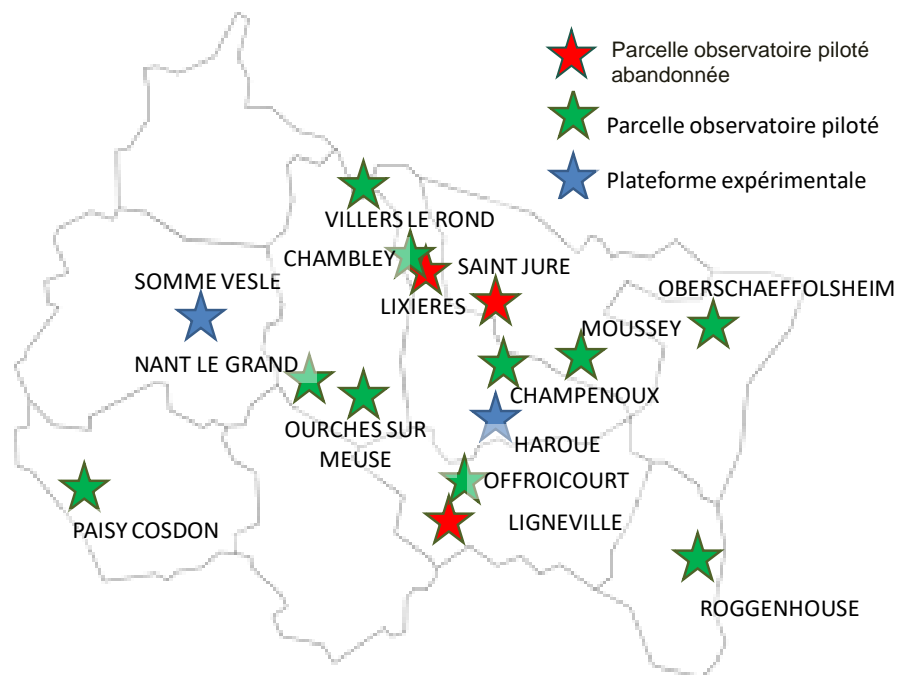 Parcelle observatoire piloté
abandonnée
Parcelle observatoire piloté
Plateforme expérimentale
VILLERS LE ROND
CHAMBLEY
SAINT JURE
SOMME VESLE
OBERSCHAEFFOLSHEIM
LIXIERES
MOUSSEY
NANT LE GRAND
CHAMPENOUX
OURCHES SUR
MEUSE
HAROUE
OFFROICOURT
LIGNEVILLE
PAISY COSDON
ROGGENHOUSE